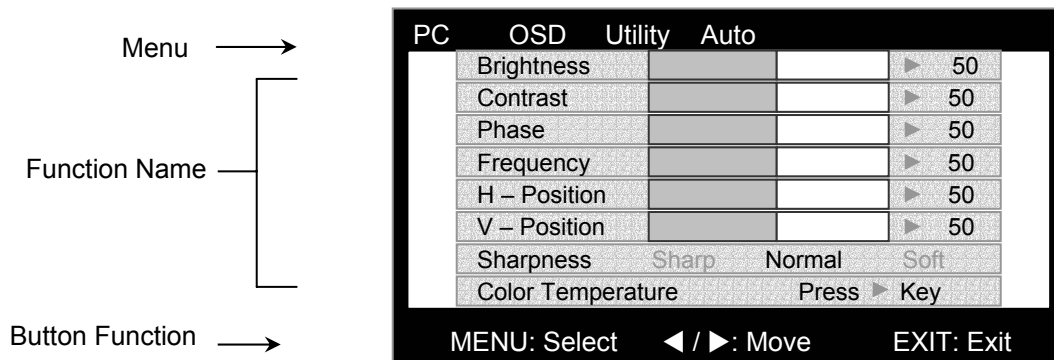 Menu
Function Name
Button Function
PC OSD Utility Auto
Brightness ▶ 50
Contrast ▶ 50
Phase ▶ 50
Frequency ▶ 50
H – Position ▶ 50
V – Position ▶ 50
Sharpness Sharp Normal Soft
Color Temperature Press ▶ Key
MENU: Select ◀ / ▶: Move EXIT: Exit